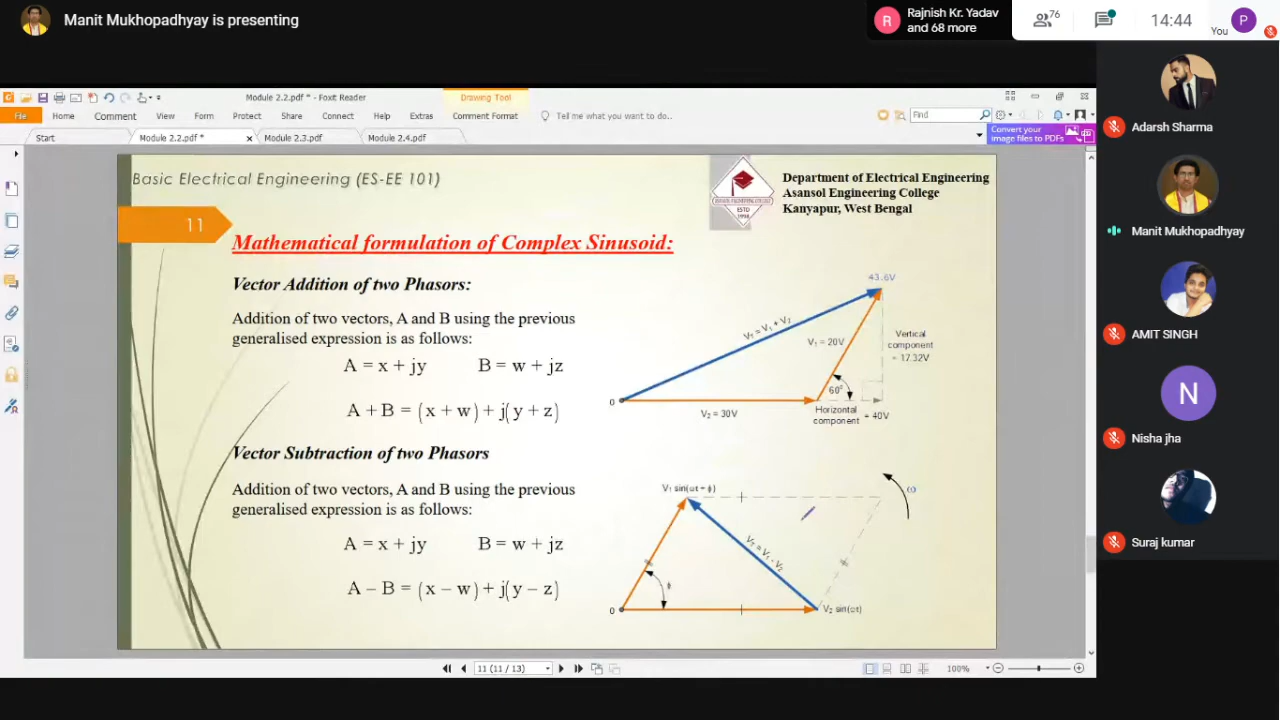 Manit Mukhopadhyay is presenting
R
Rajnish Kr. Yadav
and 68 more
76
14:44
You
P
Module 2.2.pdf * - Foxit Reader
Drawing Tool
File
Home
Comment
View
Form
Protect
Share
Connect
Help
Extras
Comment Format
Tell me what you want to do..
Find
Start
Module 2.2.pdf *
Module 2.3.pdf
Module 2.4.pdf
Convert your
image files to PDFs
Basic Electrical Engineering (ES-EE 101)
Department of Electrical Engineering
Asansol Engineering College
Kanyapur, West Bengal
ESTD
1998
11
Mathematical formulation of Complex Sinusoid:
Vector Addition of two Phasors:
Addition of two vectors, A and B using the previous
generalised expression is as follows:
A = x + jy B = w + jz
A + B = (x + w) + j(y + z)
43.6V
V₁ = 20V
Vertical
component
= 17.32V
60⁰
0
V₂ = 30V
Horizontal
component
= 40V
Vector Subtraction of two Phasors
Addition of two vectors, A and B using the previous
generalised expression is as follows:
A = x + jy B = w + jz
A − B = (x − w) + j(y − z)
ω
V_T = V₁ - V₂
ϕ
0
V₂ sin(ωt)
11 (11 / 13)
100%
Adarsh Sharma
Manit Mukhopadhyay
AMIT SINGH
N
Nisha jha
Suraj kumar